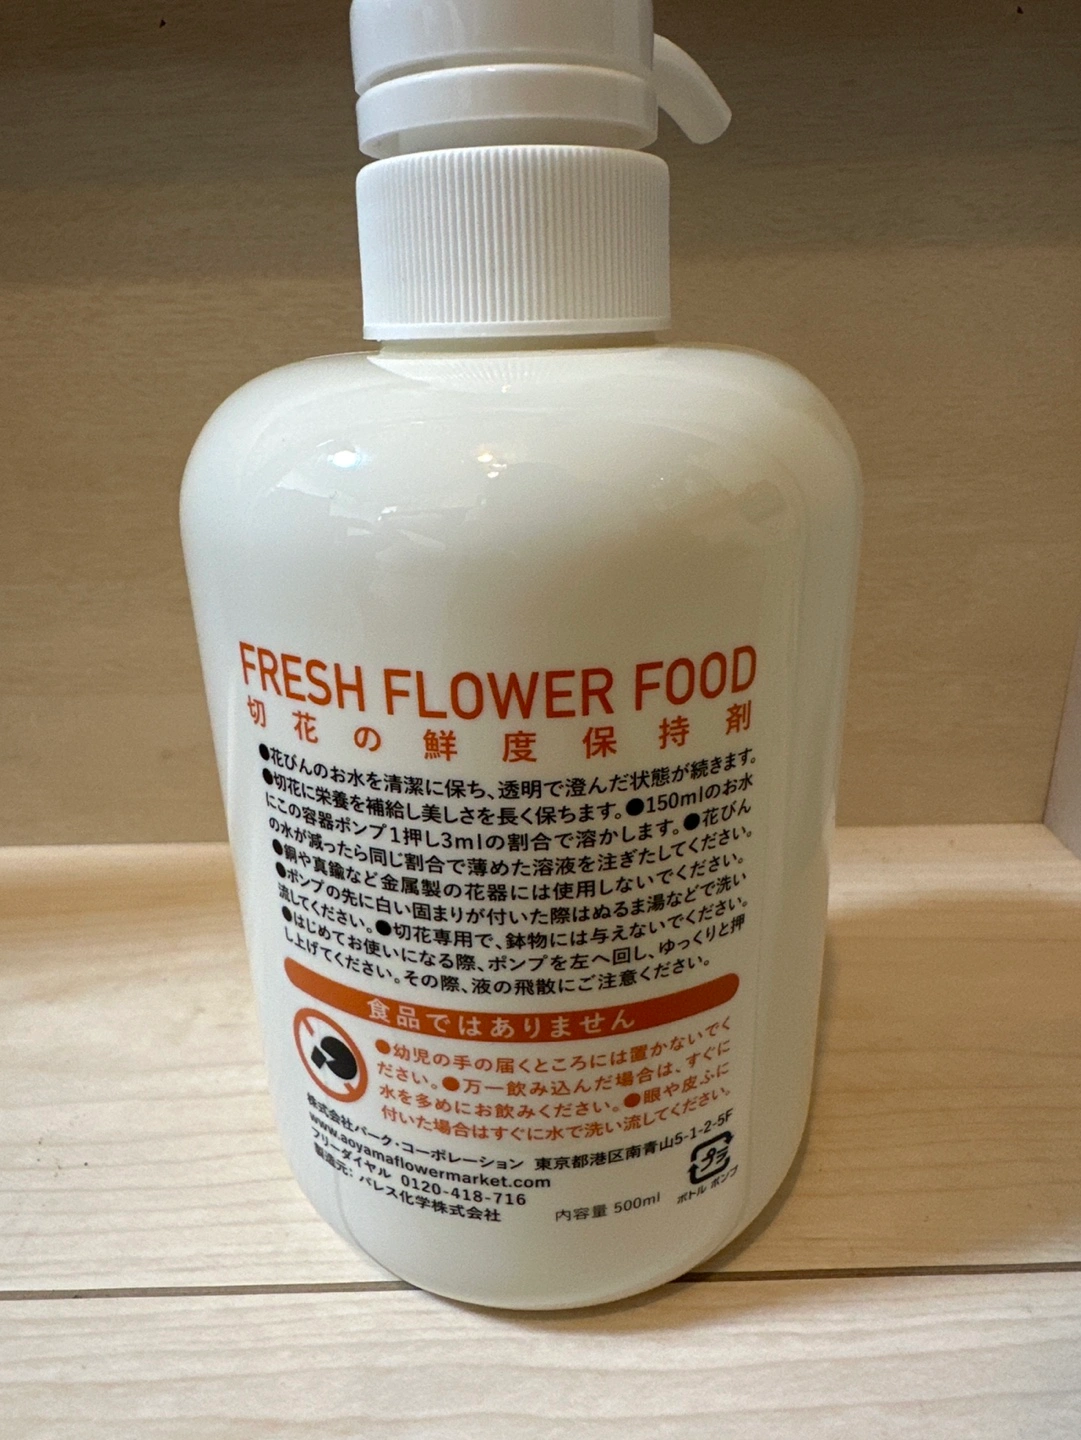 FRESH FLOWER FOOD
切花の鮮度保持剤
●花びんのお水を清潔に保ち、透明で澄んだ状態が続きます。
●切花に栄養を補給し美しさを長く保ちます。●150mlのお水
にこの容器ポンプ1押し3mlの割合で溶かします。●花びん
の水が減ったら同じ割合で薄めた溶液を注ぎたしてください。
●銅や真鍮など金属製の花器には使用しないでください。
●ポンプの先に白い固まりが付いた際はぬるま湯などで洗い
流してください。●切花専用で、鉢物には与えないでください。
●はじめてお使いになる際、ポンプを左へ回し、ゆっくりと押
し上げてください。その際、液の飛散にご注意ください。
食品ではありません
●幼児の手の届くところには置かないでく
ださい。●万一飲み込んだ場合は、すぐに
水を多めにお飲みください。●眼や皮ふに
付いた場合はすぐに水で洗い流してください。
株式会社パーク・コーポレーション 東京都港区南青山5-1-2-5F
www.aoyamaflowermarket.com
フリーダイヤル 0120-418-716
製造元: パレス化学株式会社
内容量 500ml
プラ
ボトル ポンプ